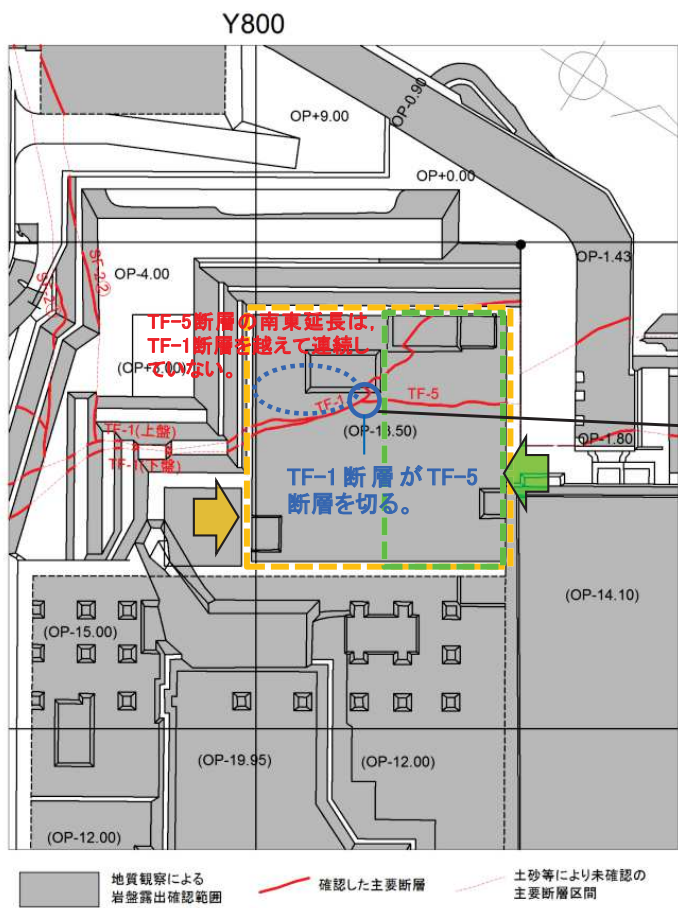 Y800
OP+9.00
OP-0.90
OP+0.00
OP-1.43
OP-4.00
SF-2②
TF-5断層の南東延長は,
TF-1断層を越えて連続し
ていない。
TF-1
TF-5
TF-1(上盤)
TF-1(下盤)
OP-1.80
TF-1断層がTF-5
断層を切る。
(OP-14.10)
(OP-15.00)
(OP-19.95)
(OP-12.00)
(OP-12.00)
地質観察による
岩盤露出確認範囲
確認した主要断層
土砂等により未確認の
主要断層区間